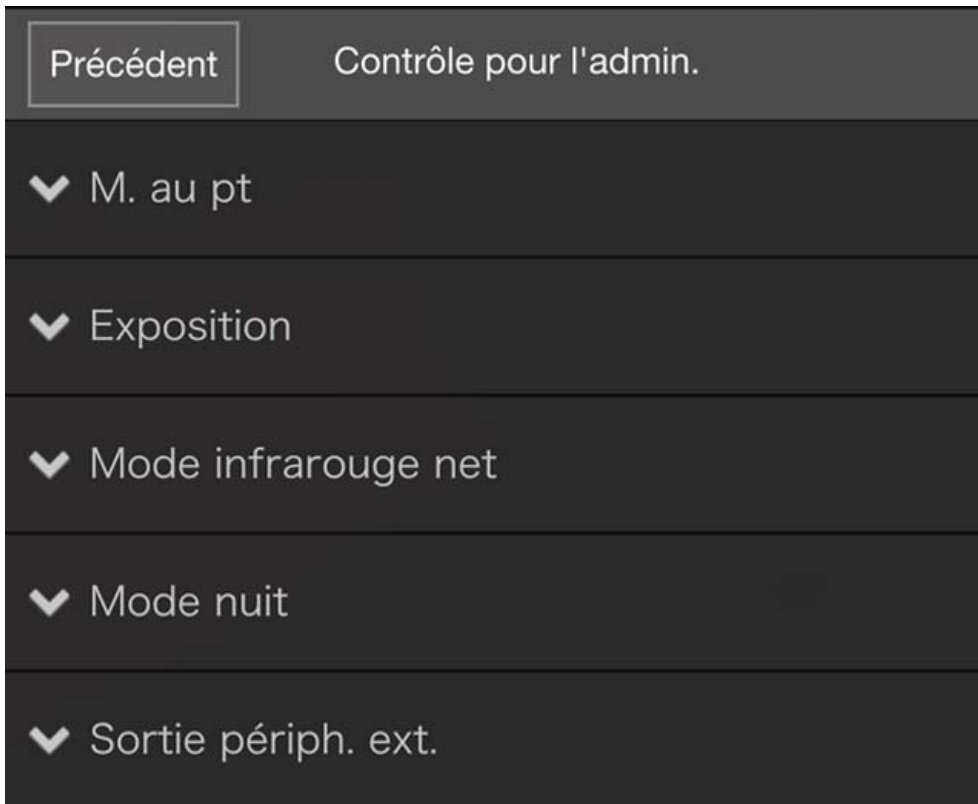 Précédent
Contrôle pour l'admin.
M. au pt
Exposition
Mode infrarouge net
Mode nuit
Sortie périph. ext.